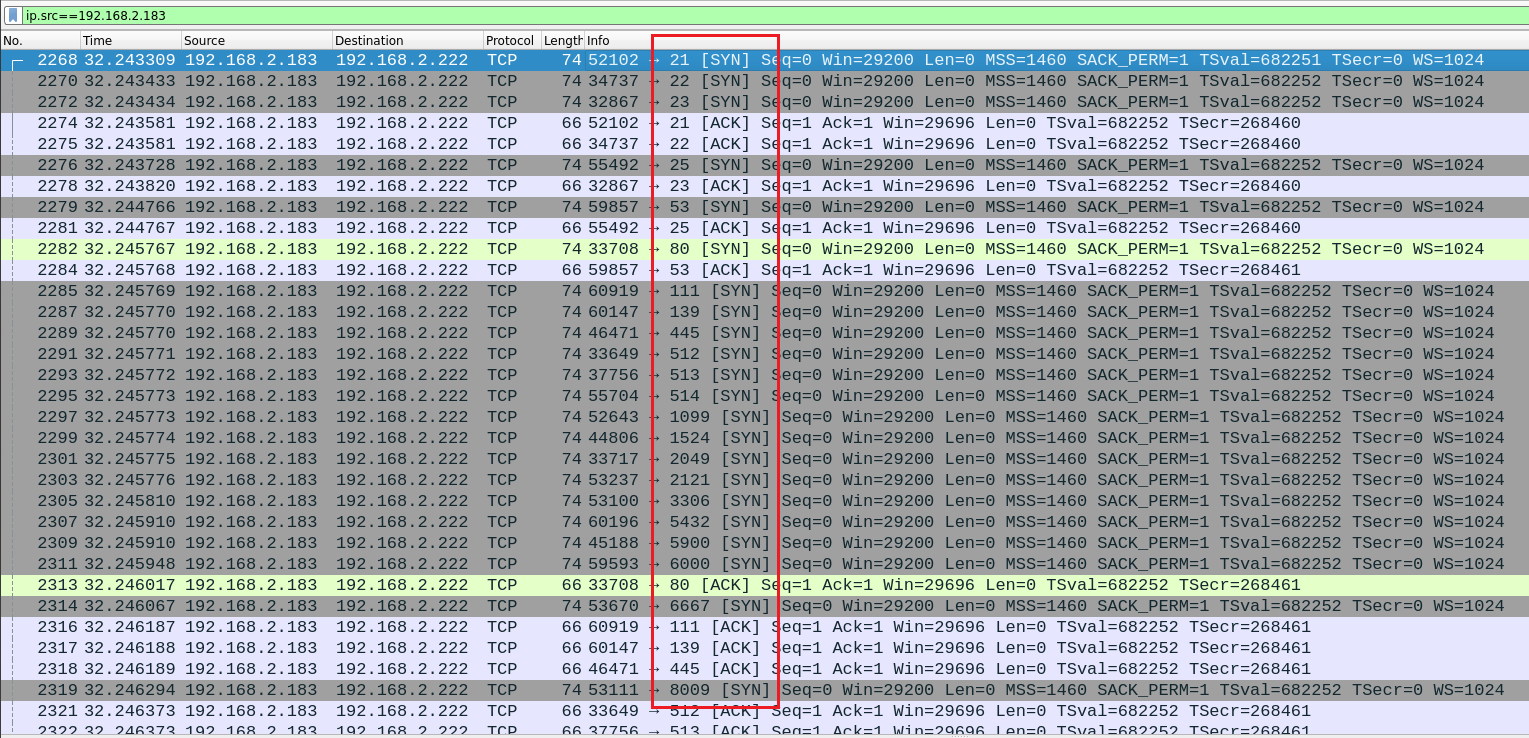 ip.src==192.168.2.183
No. Time Source Destination Protocol Length Info
2268 32.243309 192.168.2.183 192.168.2.222 TCP 74 52102 → 21 [SYN] Seq=0 Win=29200 Len=0 MSS=1460 SACK_PERM=1 TSval=682251 TSecr=0 WS=1024
2270 32.243433 192.168.2.183 192.168.2.222 TCP 74 34737 → 22 [SYN] Seq=0 Win=29200 Len=0 MSS=1460 SACK_PERM=1 TSval=682252 TSecr=0 WS=1024
2272 32.243434 192.168.2.183 192.168.2.222 TCP 74 32867 → 23 [SYN] Seq=0 Win=29200 Len=0 MSS=1460 SACK_PERM=1 TSval=682252 TSecr=0 WS=1024
2274 32.243581 192.168.2.183 192.168.2.222 TCP 66 52102 → 21 [ACK] Seq=1 Ack=1 Win=29696 Len=0 TSval=682252 TSecr=268460
2275 32.243581 192.168.2.183 192.168.2.222 TCP 66 34737 → 22 [ACK] Seq=1 Ack=1 Win=29696 Len=0 TSval=682252 TSecr=268460
2276 32.243728 192.168.2.183 192.168.2.222 TCP 74 55492 → 25 [SYN] Seq=0 Win=29200 Len=0 MSS=1460 SACK_PERM=1 TSval=682252 TSecr=0 WS=1024
2278 32.243820 192.168.2.183 192.168.2.222 TCP 66 32867 → 23 [ACK] Seq=1 Ack=1 Win=29696 Len=0 TSval=682252 TSecr=268460
2279 32.244766 192.168.2.183 192.168.2.222 TCP 74 59857 → 53 [SYN] Seq=0 Win=29200 Len=0 MSS=1460 SACK_PERM=1 TSval=682252 TSecr=0 WS=1024
2281 32.244767 192.168.2.183 192.168.2.222 TCP 66 55492 → 25 [ACK] Seq=1 Ack=1 Win=29696 Len=0 TSval=682252 TSecr=268460
2282 32.245767 192.168.2.183 192.168.2.222 TCP 74 33708 → 80 [SYN] Seq=0 Win=29200 Len=0 MSS=1460 SACK_PERM=1 TSval=682252 TSecr=0 WS=1024
2284 32.245768 192.168.2.183 192.168.2.222 TCP 66 59857 → 53 [ACK] Seq=1 Ack=1 Win=29696 Len=0 TSval=682252 TSecr=268461
2285 32.245769 192.168.2.183 192.168.2.222 TCP 74 60919 → 111 [SYN] Seq=0 Win=29200 Len=0 MSS=1460 SACK_PERM=1 TSval=682252 TSecr=0 WS=1024
2287 32.245770 192.168.2.183 192.168.2.222 TCP 74 60147 → 139 [SYN] Seq=0 Win=29200 Len=0 MSS=1460 SACK_PERM=1 TSval=682252 TSecr=0 WS=1024
2289 32.245770 192.168.2.183 192.168.2.222 TCP 74 46471 → 445 [SYN] Seq=0 Win=29200 Len=0 MSS=1460 SACK_PERM=1 TSval=682252 TSecr=0 WS=1024
2291 32.245771 192.168.2.183 192.168.2.222 TCP 74 33649 → 512 [SYN] Seq=0 Win=29200 Len=0 MSS=1460 SACK_PERM=1 TSval=682252 TSecr=0 WS=1024
2293 32.245772 192.168.2.183 192.168.2.222 TCP 74 37756 → 513 [SYN] Seq=0 Win=29200 Len=0 MSS=1460 SACK_PERM=1 TSval=682252 TSecr=0 WS=1024
2295 32.245773 192.168.2.183 192.168.2.222 TCP 74 55704 → 514 [SYN] Seq=0 Win=29200 Len=0 MSS=1460 SACK_PERM=1 TSval=682252 TSecr=0 WS=1024
2297 32.245773 192.168.2.183 192.168.2.222 TCP 74 52643 → 1099 [SYN] Seq=0 Win=29200 Len=0 MSS=1460 SACK_PERM=1 TSval=682252 TSecr=0 WS=1024
2299 32.245774 192.168.2.183 192.168.2.222 TCP 74 44806 → 1524 [SYN] Seq=0 Win=29200 Len=0 MSS=1460 SACK_PERM=1 TSval=682252 TSecr=0 WS=1024
2301 32.245775 192.168.2.183 192.168.2.222 TCP 74 33717 → 2049 [SYN] Seq=0 Win=29200 Len=0 MSS=1460 SACK_PERM=1 TSval=682252 TSecr=0 WS=1024
2303 32.245776 192.168.2.183 192.168.2.222 TCP 74 53237 → 2121 [SYN] Seq=0 Win=29200 Len=0 MSS=1460 SACK_PERM=1 TSval=682252 TSecr=0 WS=1024
2305 32.245810 192.168.2.183 192.168.2.222 TCP 74 53100 → 3306 [SYN] Seq=0 Win=29200 Len=0 MSS=1460 SACK_PERM=1 TSval=682252 TSecr=0 WS=1024
2307 32.245910 192.168.2.183 192.168.2.222 TCP 74 60196 → 5432 [SYN] Seq=0 Win=29200 Len=0 MSS=1460 SACK_PERM=1 TSval=682252 TSecr=0 WS=1024
2309 32.245910 192.168.2.183 192.168.2.222 TCP 74 45188 → 5900 [SYN] Seq=0 Win=29200 Len=0 MSS=1460 SACK_PERM=1 TSval=682252 TSecr=0 WS=1024
2311 32.245948 192.168.2.183 192.168.2.222 TCP 74 59593 → 6000 [SYN] Seq=0 Win=29200 Len=0 MSS=1460 SACK_PERM=1 TSval=682252 TSecr=0 WS=1024
2313 32.246017 192.168.2.183 192.168.2.222 TCP 66 33708 → 80 [ACK] Seq=1 Ack=1 Win=29696 Len=0 TSval=682252 TSecr=268461
2314 32.246067 192.168.2.183 192.168.2.222 TCP 74 53670 → 6667 [SYN] Seq=0 Win=29200 Len=0 MSS=1460 SACK_PERM=1 TSval=682252 TSecr=0 WS=1024
2316 32.246187 192.168.2.183 192.168.2.222 TCP 66 60919 → 111 [ACK] Seq=1 Ack=1 Win=29696 Len=0 TSval=682252 TSecr=268461
2317 32.246188 192.168.2.183 192.168.2.222 TCP 66 60147 → 139 [ACK] Seq=1 Ack=1 Win=29696 Len=0 TSval=682252 TSecr=268461
2318 32.246189 192.168.2.183 192.168.2.222 TCP 66 46471 → 445 [ACK] Seq=1 Ack=1 Win=29696 Len=0 TSval=682252 TSecr=268461
2319 32.246294 192.168.2.183 192.168.2.222 TCP 74 53111 → 8009 [SYN] Seq=0 Win=29200 Len=0 MSS=1460 SACK_PERM=1 TSval=682252 TSecr=0 WS=1024
2321 32.246373 192.168.2.183 192.168.2.222 TCP 66 33649 → 512 [ACK] Seq=1 Ack=1 Win=29696 Len=0 TSval=682252 TSecr=268461
2322 32.246373 192.168.2.183 192.168.2.222 TCP 66 37756 → 513 [ACK] Seq=1 Ack=1 Win=29696 Len=0 TSval=682252 TSecr=268461